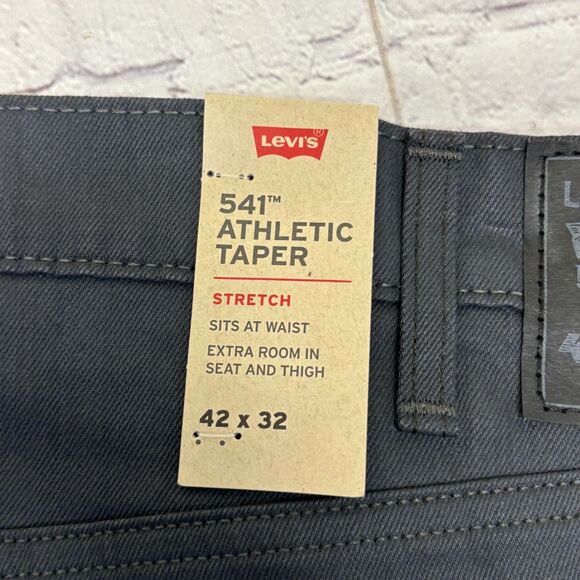 Levi's®
541™
ATHLETIC
TAPER
STRETCH
SITS AT WAIST
EXTRA ROOM IN
SEAT AND THIGH
42 x 32
L